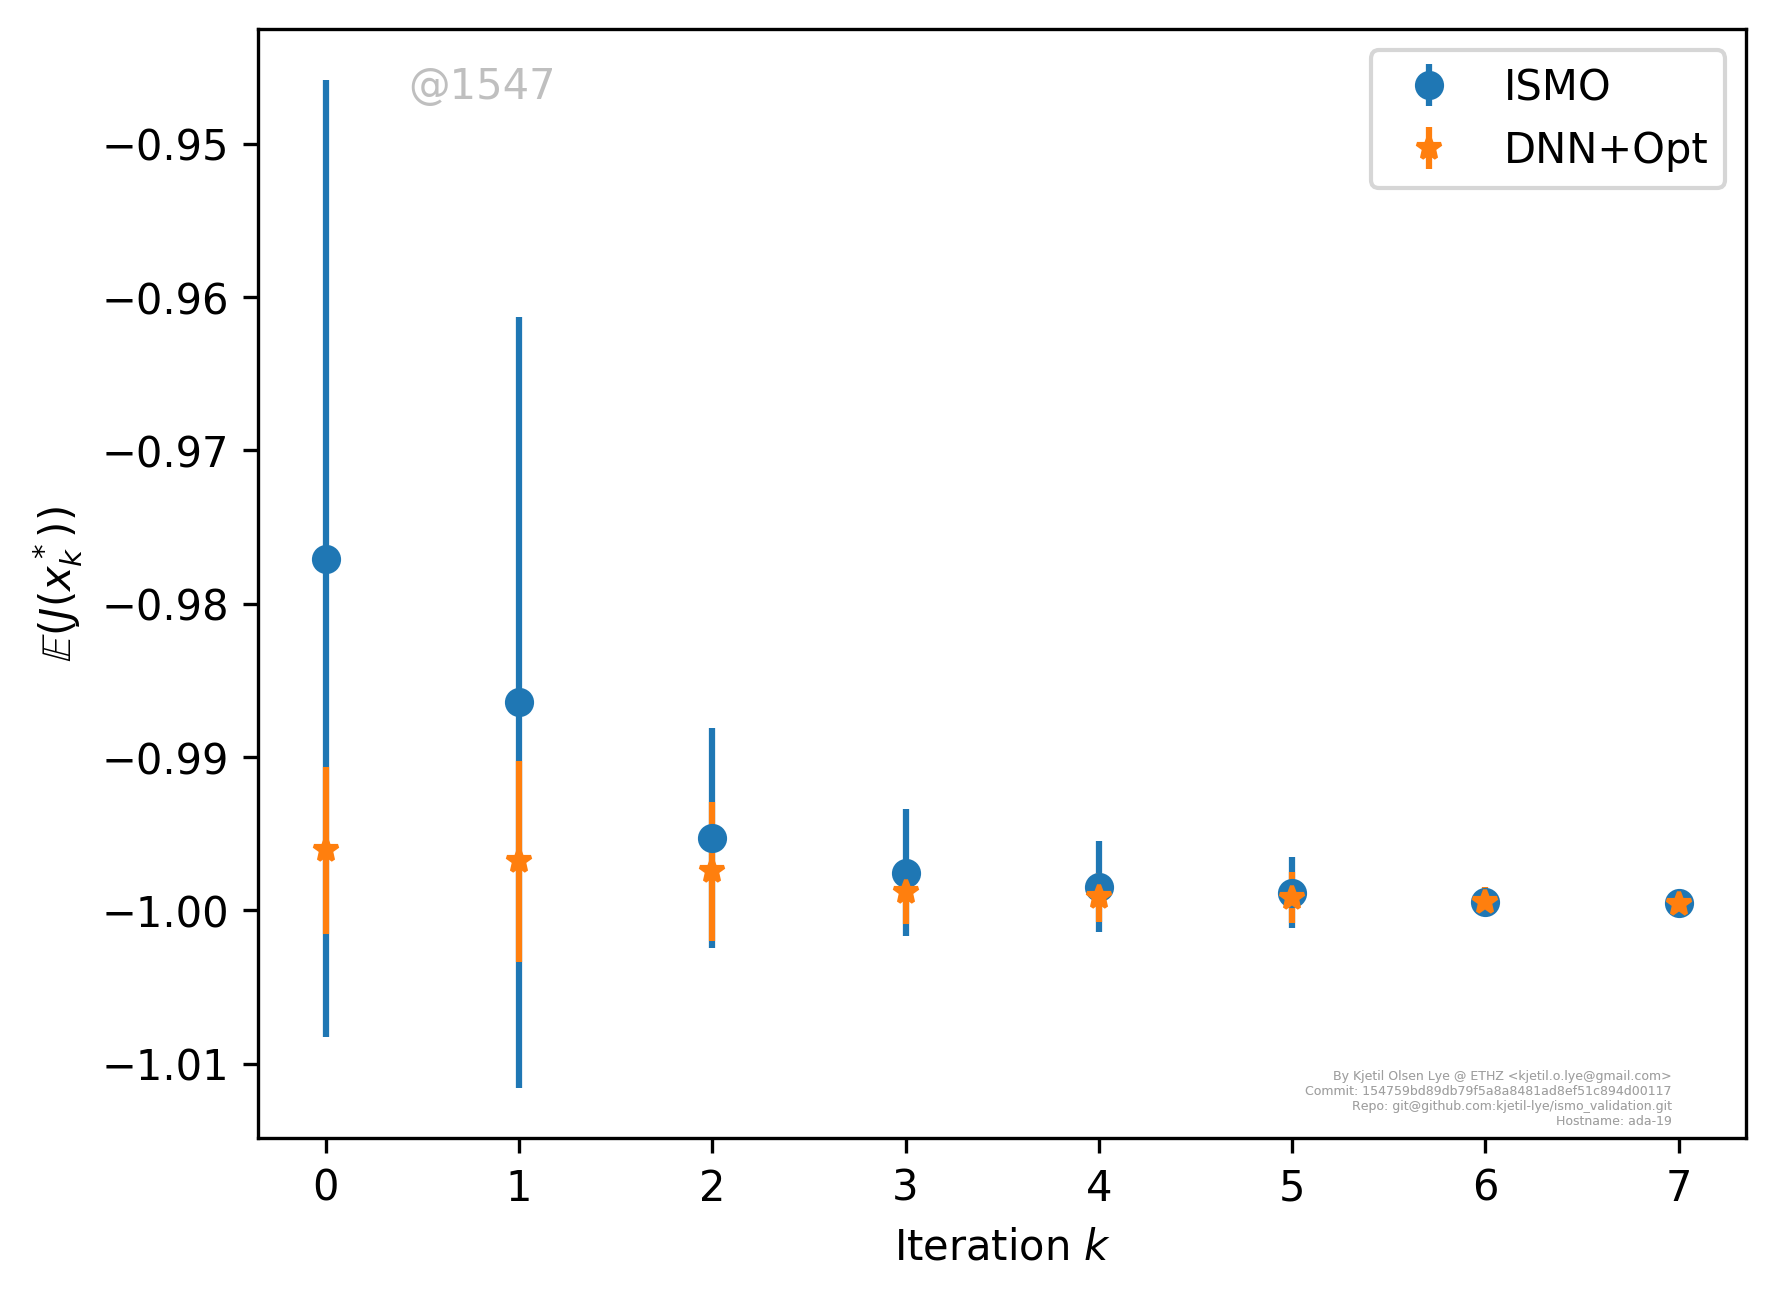 @1547
ISMO
DNN+Opt
−0.95
−0.96
−0.97
−0.98
−0.99
−1.00
−1.01
𝔼(J(x*k))
0 1 2 3 4 5 6 7
Iteration k
By Kjetil Olsen Lye @ ETHZ <kjetil.o.lye@gmail.com>
Commit: 154759bd89db79f5a8a8481ad8ef51c894d00117
Repo: git@github.com:kjetil-lye/ismo_validation.git
Hostname: ada-19